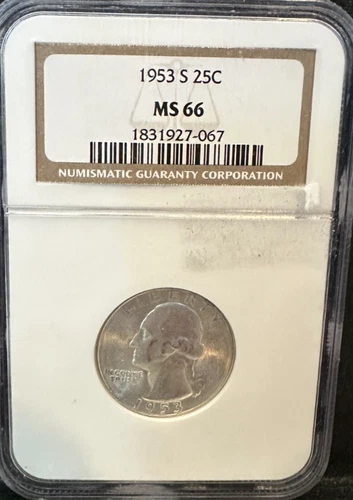 1953 S 25C
MS 66
1831927-067
NUMISMATIC GUARANTY CORPORATION
LIBERTY
IN GOD WE
TRUST
1953